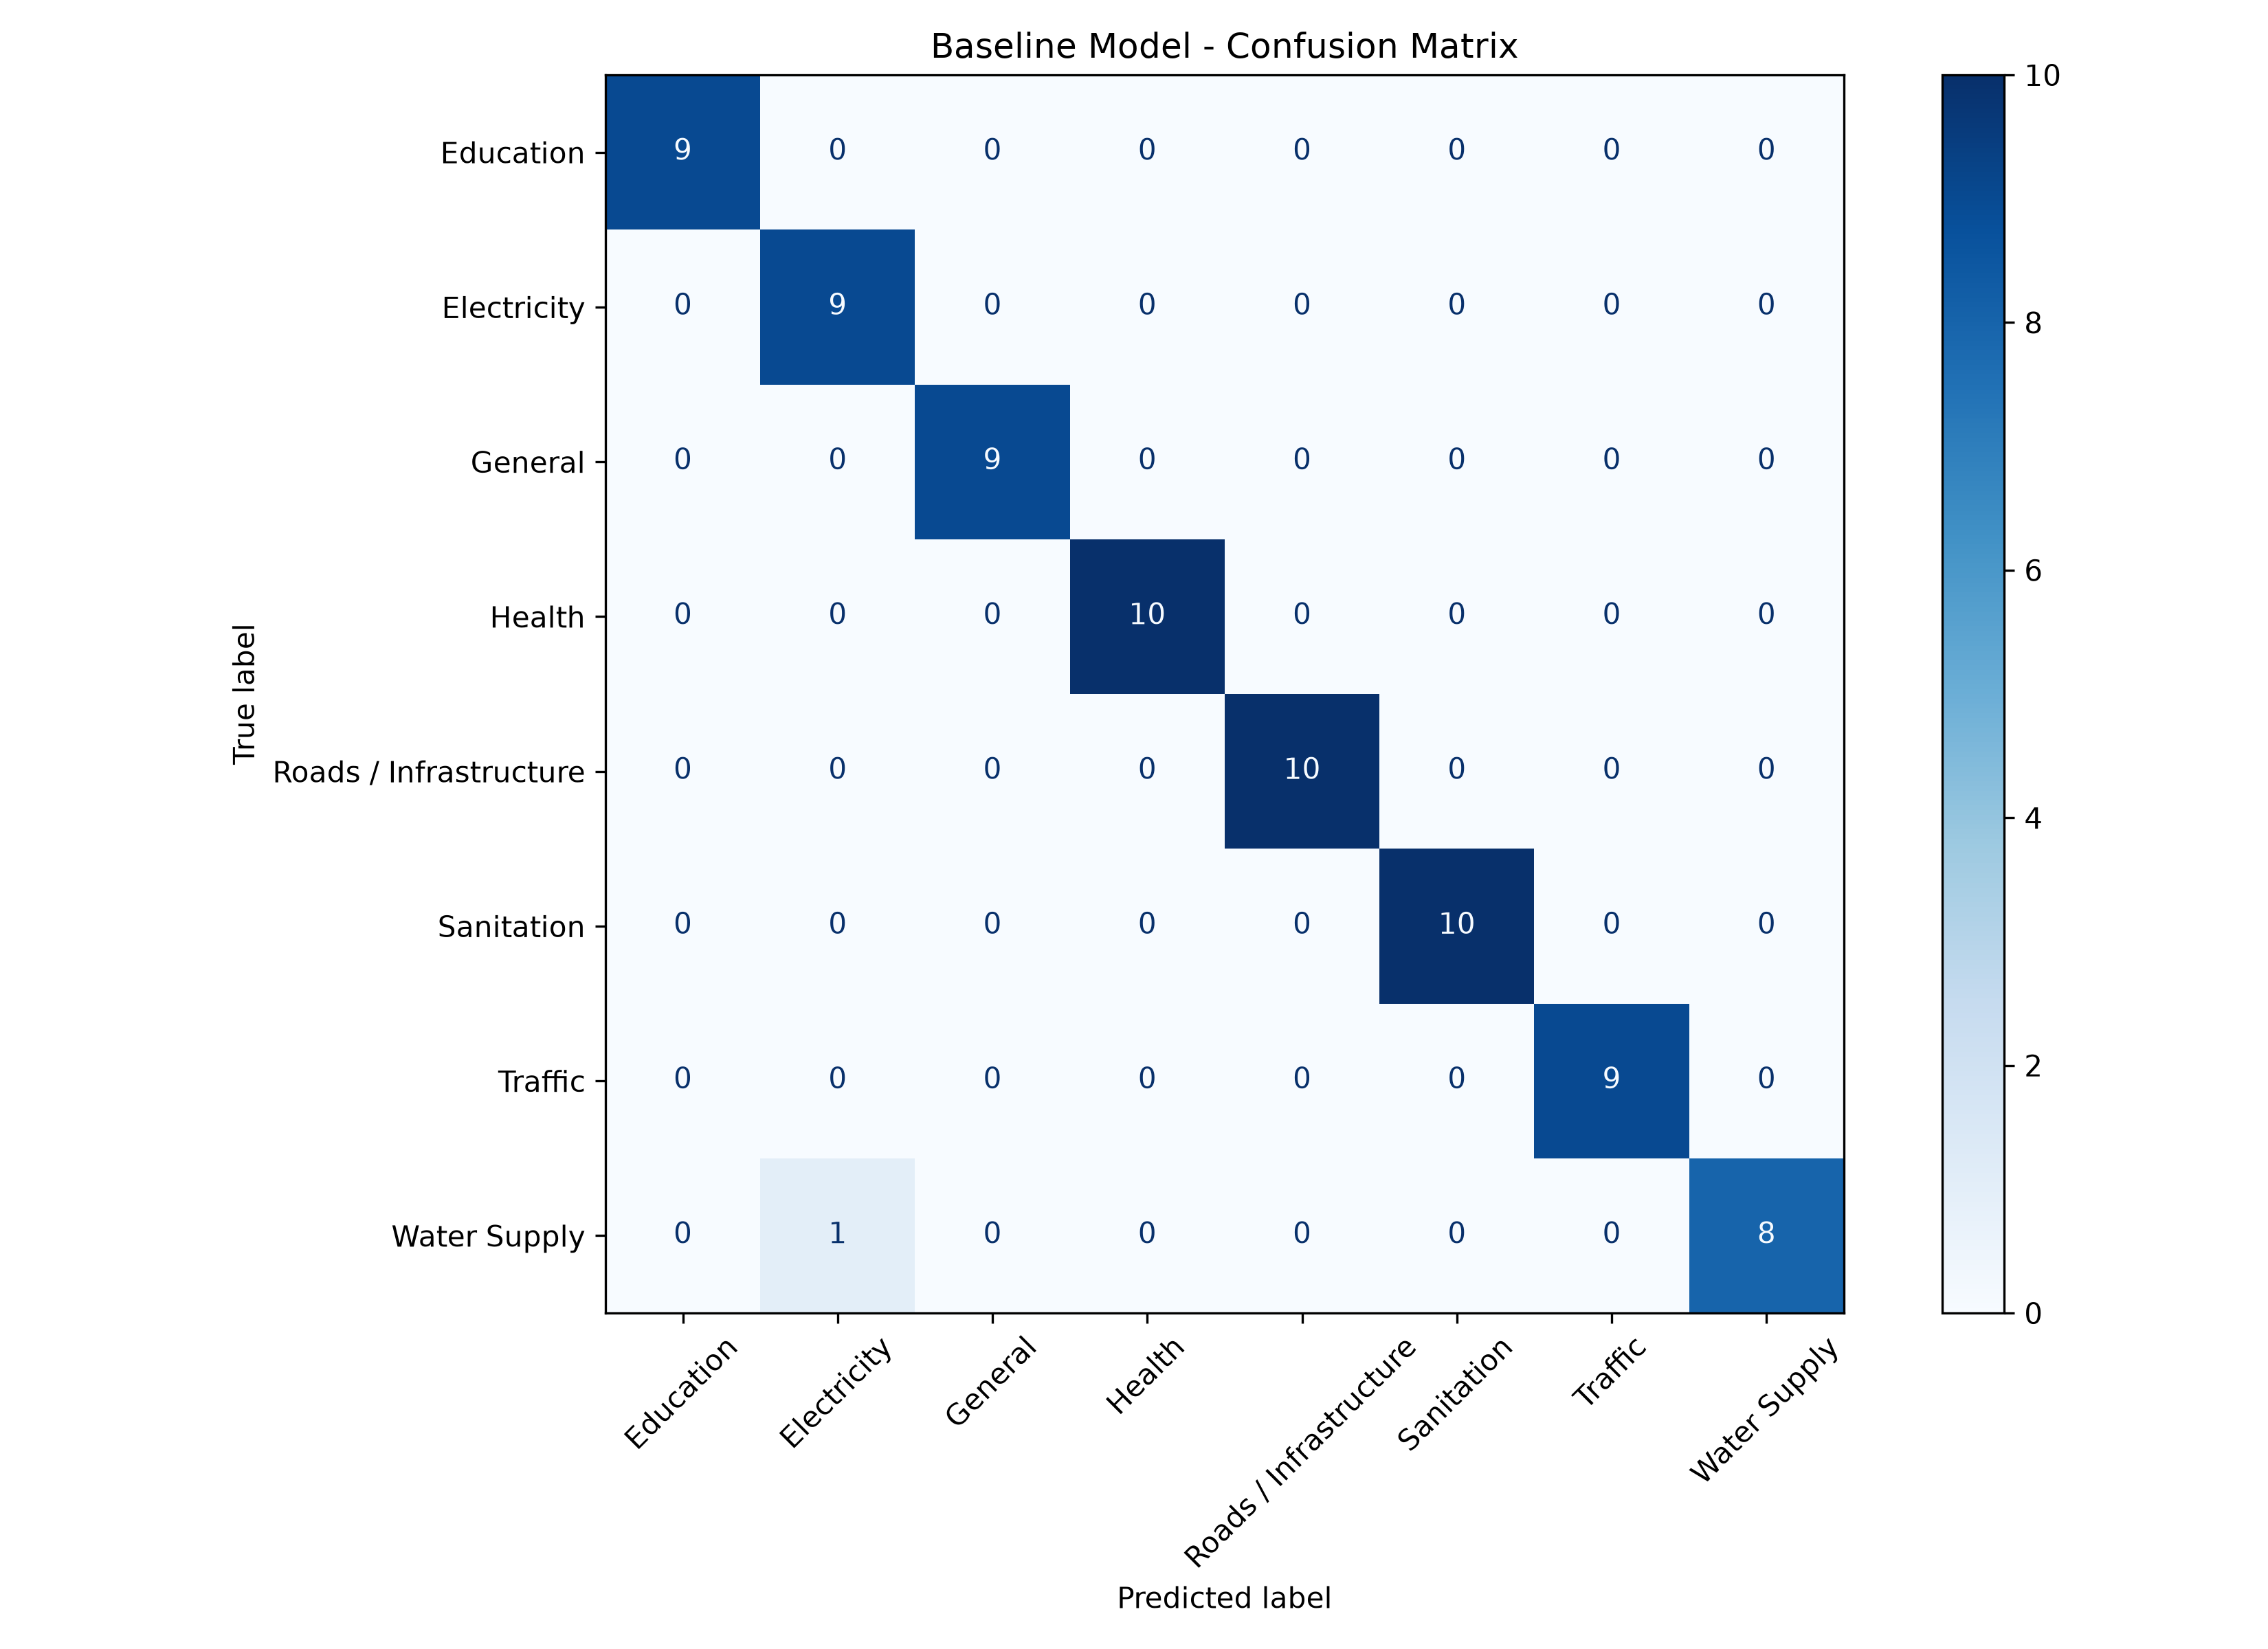 Baseline Model - Confusion Matrix
True label
Education 9 0 0 0 0 0 0 0
Electricity 0 9 0 0 0 0 0 0
General 0 0 9 0 0 0 0 0
Health 0 0 0 10 0 0 0 0
Roads / Infrastructure 0 0 0 0 10 0 0 0
Sanitation 0 0 0 0 0 10 0 0
Traffic 0 0 0 0 0 0 9 0
Water Supply 0 1 0 0 0 0 0 8
Education
Electricity
General
Health
Roads / Infrastructure
Sanitation
Traffic
Water Supply
Predicted label
10
8
6
4
2
0